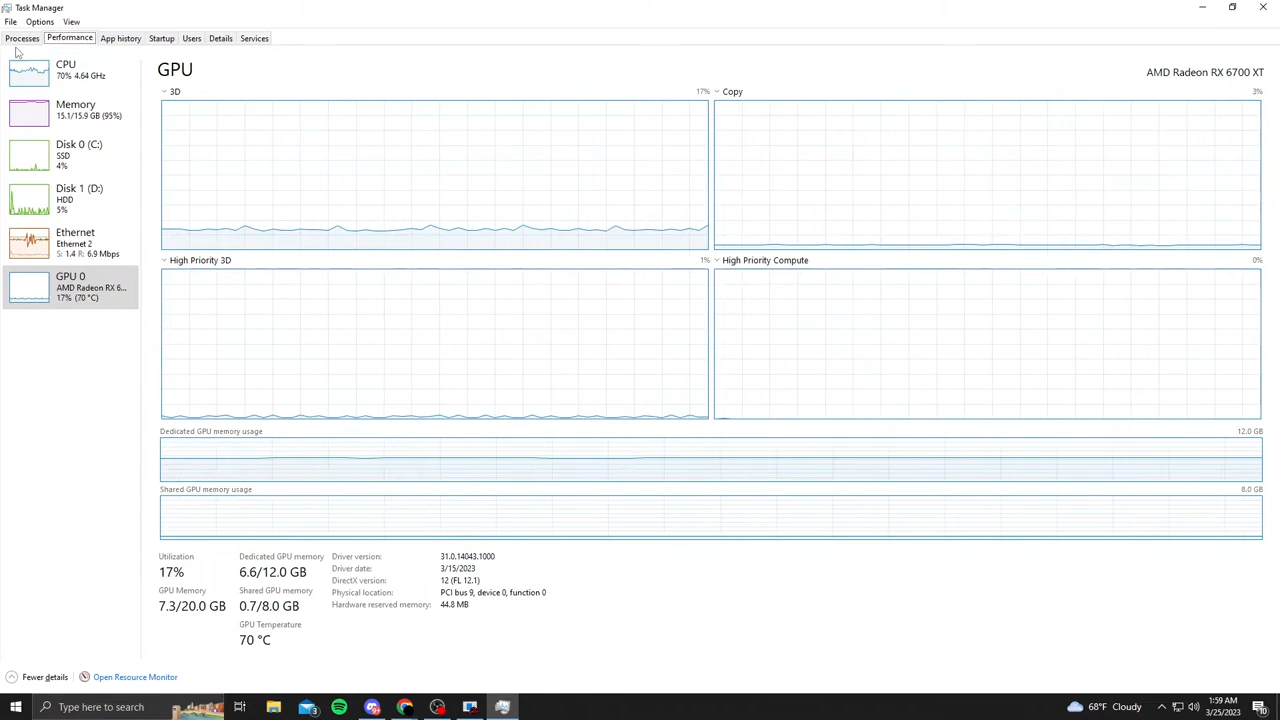 Task Manager
File Options View
Processes Performance App history Startup Users Details Services
CPU
70% 4.64 GHz
Memory
15.1/15.9 GB (95%)
Disk 0 (C:)
SSD
4%
Disk 1 (D:)
HDD
5%
Ethernet
Ethernet 2
S: 1.4 R: 6.9 Mbps
GPU 0
AMD Radeon RX 6...
17% (70 °C)
GPU
AMD Radeon RX 6700 XT
3D 17%
Copy 3%
High Priority 3D 1%
High Priority Compute 0%
Dedicated GPU memory usage 12.0 GB
Shared GPU memory usage 8.0 GB
Utilization
17%
Dedicated GPU memory
6.6/12.0 GB
GPU Memory
7.3/20.0 GB
Shared GPU memory
0.7/8.0 GB
GPU Temperature
70 °C
Driver version: 31.0.14043.1000
Driver date: 3/15/2023
DirectX version: 12 (FL 12.1)
Physical location: PCI bus 9, device 0, function 0
Hardware reserved memory: 44.8 MB
Fewer details Open Resource Monitor
Type here to search
3
68°F Cloudy
1:59 AM
3/25/2023
10